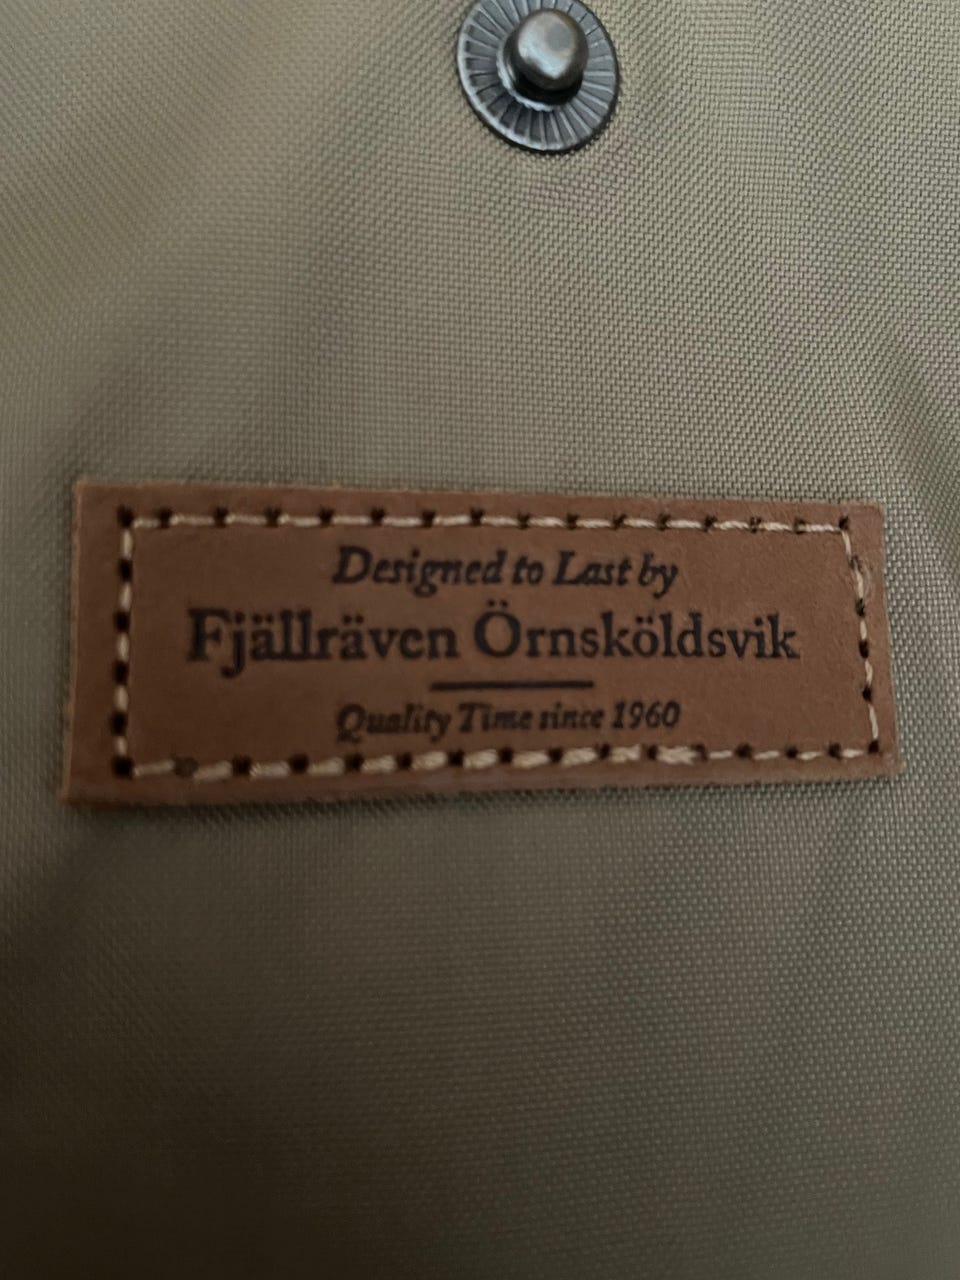 Designed to Last by
Fjällräven Örnsköldsvik
Quality Time since 1960